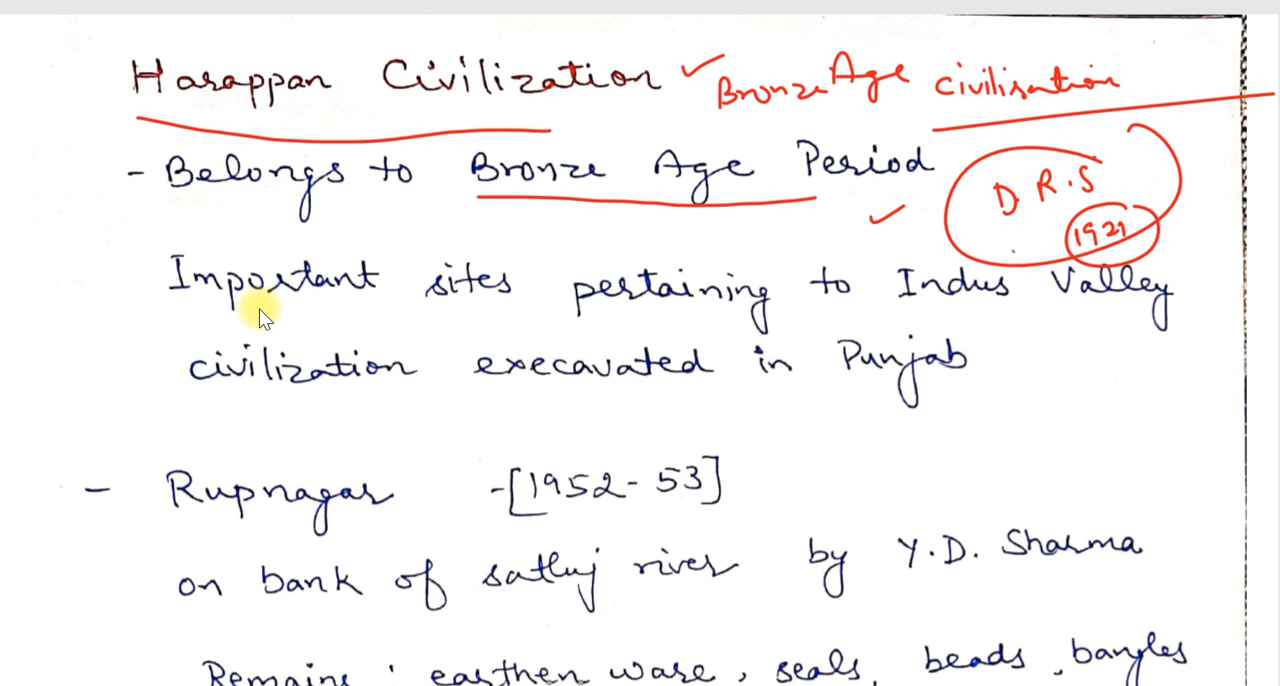 Harappan Civilization ✓ Bronze Age civilisation
- Belongs to Bronze Age Period ✓
D.R.S
1921
Important sites pertaining to Indus Valley
civilization execavated in Punjab
- Rupnagar -[1952-53]
on bank of satluj river by Y.D. Sharma
Remains : earthen ware, seals, beads, bangles